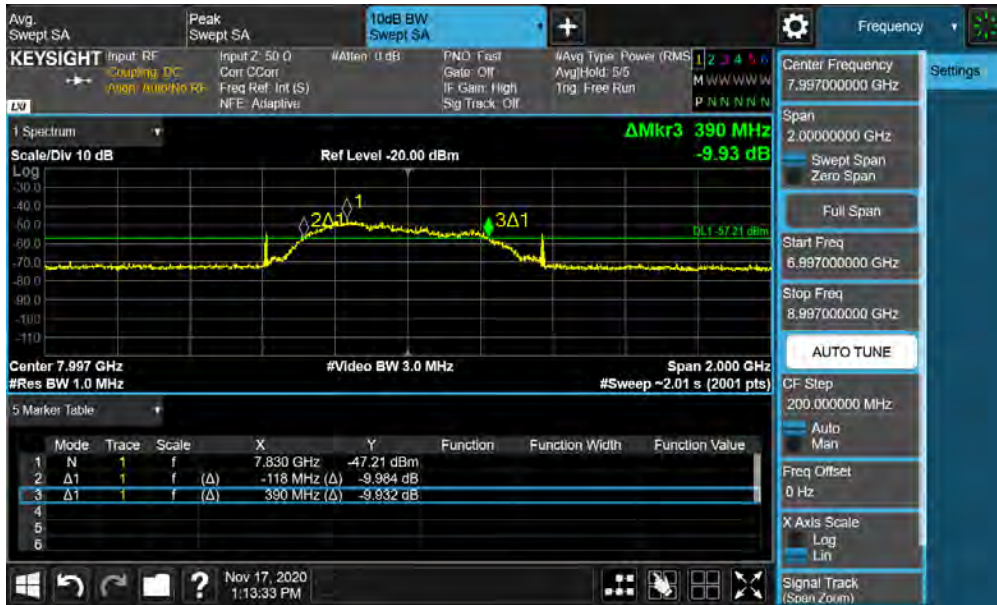 Avg.
Swept SA
Peak
Swept SA
10dB BW
Swept SA
Frequency
KEYSIGHT
Input: RF
Coupling: DC
Align: Auto/No RF
Input Z: 50 Ω
Corr CCorr
Freq Ref: Int (S)
NFE: Adaptive
#Atten: 0 dB
PNO: Fast
Gate: Off
IF Gain: High
Sig Track: Off
#Avg Type: Power (RMS
Avg|Hold: 5/5
Trig: Free Run
1 2 3 4 5 6
M W W W W W
P N N N N N
LXI
1 Spectrum
ΔMkr3 390 MHz
-9.93 dB
Scale/Div 10 dB
Ref Level -20.00 dBm
Log
-30.0
-40.0
-50.0
-60.0
-70.0
-80.0
-90.0
-100
-110
1
2Δ1
3Δ1
DL1 -57.21 dBm
Center 7.997 GHz
#Video BW 3.0 MHz
Span 2.000 GHz
#Res BW 1.0 MHz
#Sweep ~2.01 s (2001 pts)
5 Marker Table
Mode Trace Scale X Y Function Function Width Function Value
1 N 1 f 7.830 GHz -47.21 dBm
2 Δ1 1 f (Δ) -118 MHz (Δ) -9.984 dB
3 Δ1 1 f (Δ) 390 MHz (Δ) -9.932 dB
4
5
6
Nov 17, 2020
1:13:33 PM
Center Frequency
7.997000000 GHz
Settings
Span
2.00000000 GHz
Swept Span
Zero Span
Full Span
Start Freq
6.997000000 GHz
Stop Freq
8.997000000 GHz
AUTO TUNE
CF Step
200.000000 MHz
Auto
Man
Freq Offset
0 Hz
X Axis Scale
Log
Lin
Signal Track
(Span Zoom)